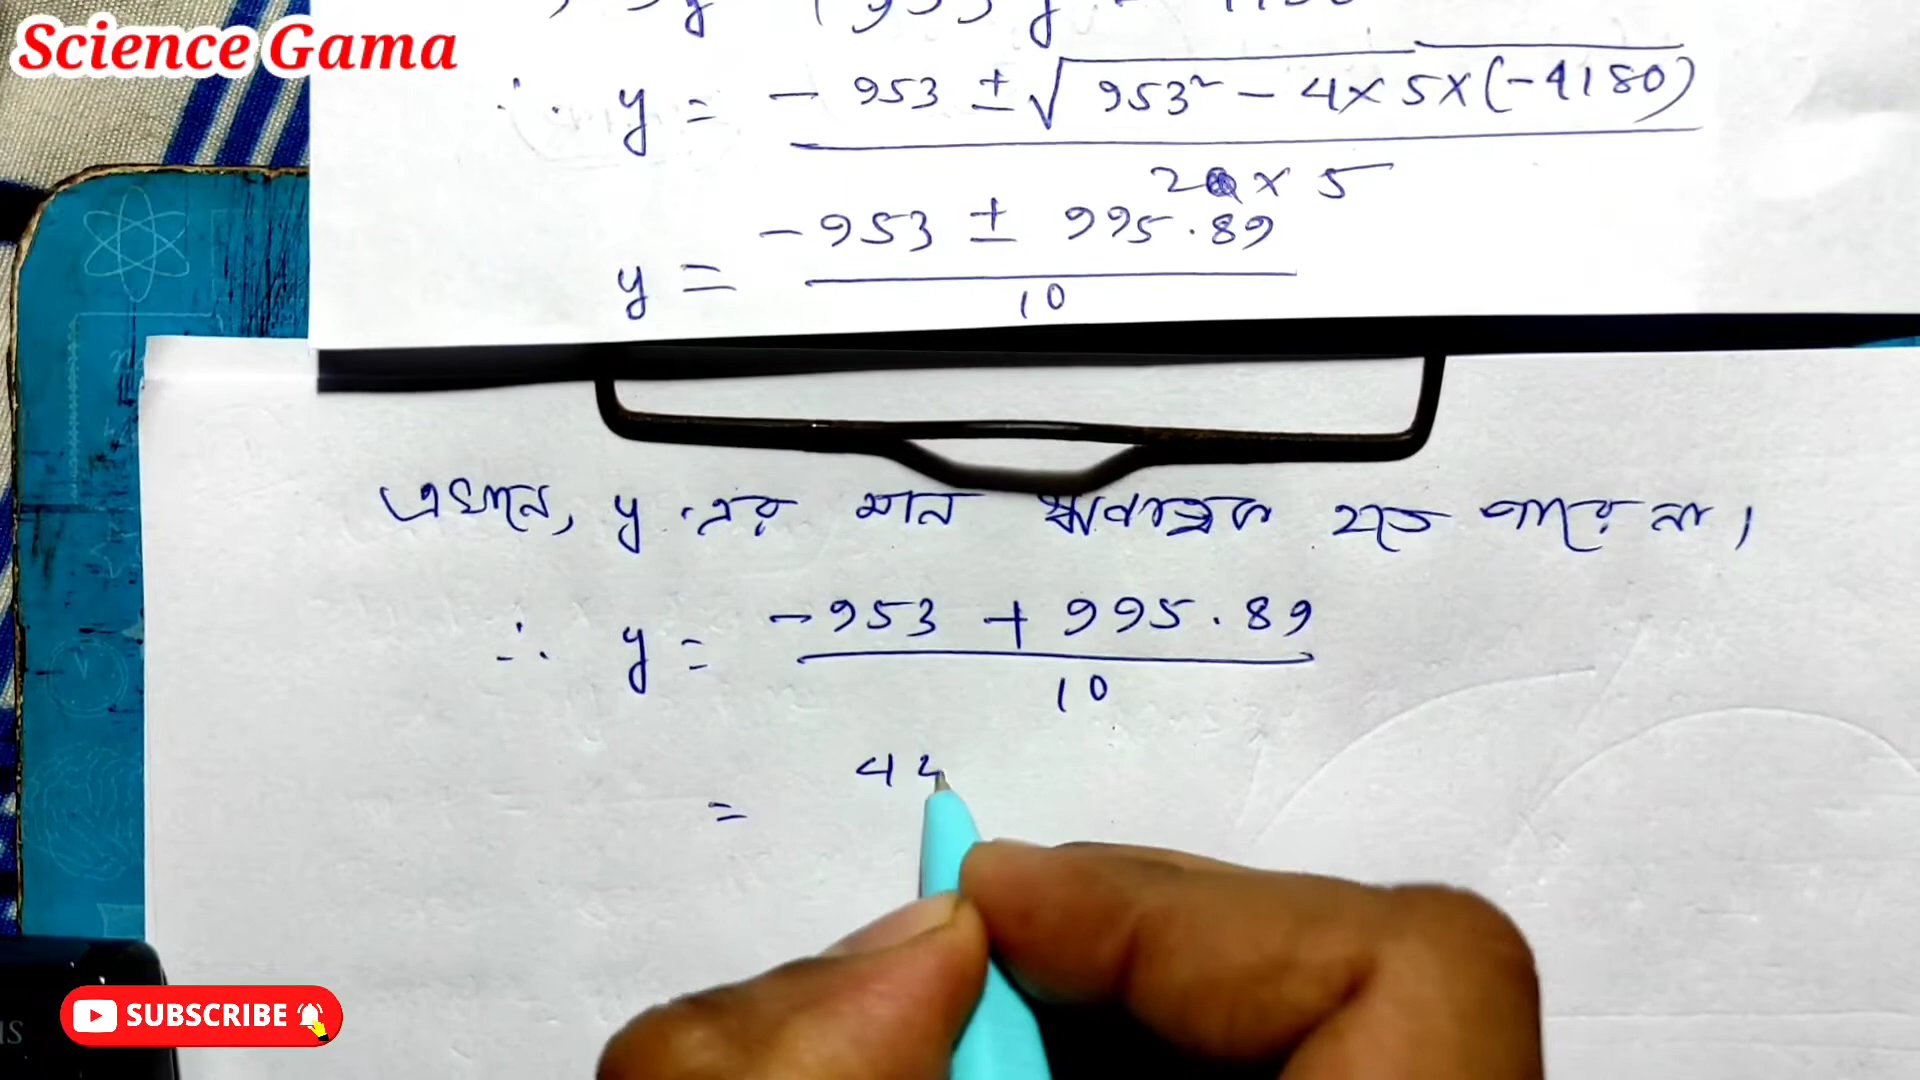 Science Gama
∴ y = - 953 ± √953² - 4 x 5 x (-4180)
2 x 5
y = - 953 ± 995.89
10
এখানে, y এর মান ঋণাত্মক হতে পারে না।
∴ y = -953 + 995.89
10
= 42
SUBSCRIBE